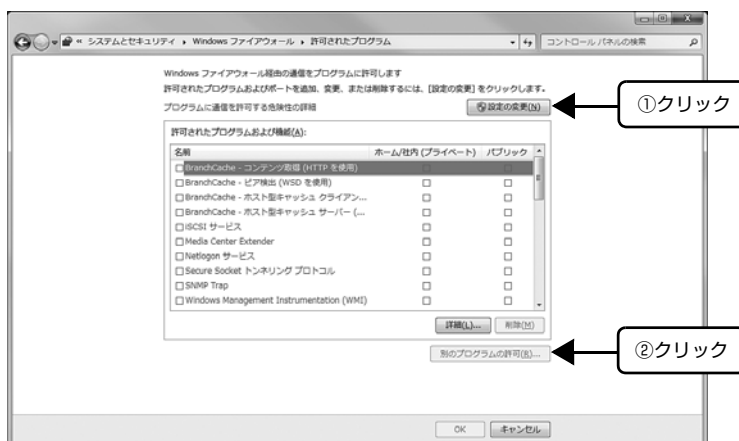 « システムとセキュリティ ▸ Windows ファイアウォール ▸ 許可されたプログラム
コントロール パネルの検索
Windows ファイアウォール経由の通信をプログラムに許可します
許可されたプログラムおよびポートを追加、変更、または削除するには、[設定の変更] をクリックします。
プログラムに通信を許可する危険性の詳細
設定の変更(N)
①クリック
許可されたプログラムおよび機能(A):
名前 ホーム/社内 (プライベート) パブリック
BranchCache - コンテンツ取得 (HTTP を使用)
BranchCache - ピア検出 (WSD を使用)
BranchCache - ホスト型キャッシュ クライアン...
BranchCache - ホスト型キャッシュ サーバー (...
iSCSI サービス
Media Center Extender
Netlogon サービス
Secure Socket トンネリング プロトコル
SNMP Trap
Windows Management Instrumentation (WMI)
詳細(L)... 削除(M)
別のプログラムの許可(R)...
②クリック
OK キャンセル